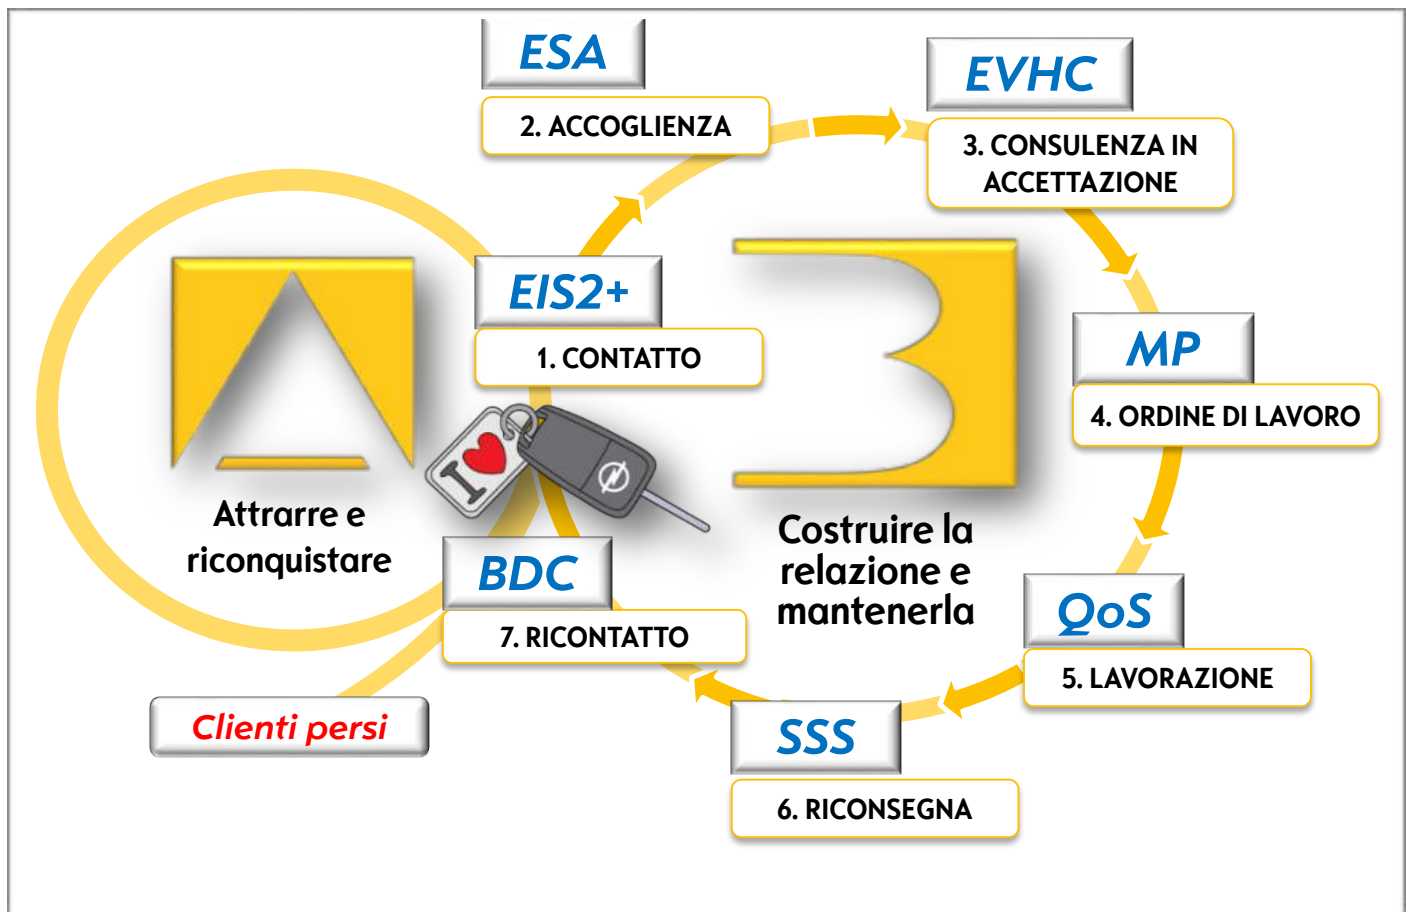 ESA
2. ACCOGLIENZA
EVHC
3. CONSULENZA IN
ACCETTAZIONE
EIS2+
1. CONTATTO
MP
4. ORDINE DI LAVORO
I
Attrarre e
riconquistare
Costruire la
relazione e
mantenerla
BDC
7. RICONTATTO
QoS
5. LAVORAZIONE
Clienti persi
SSS
6. RICONSEGNA